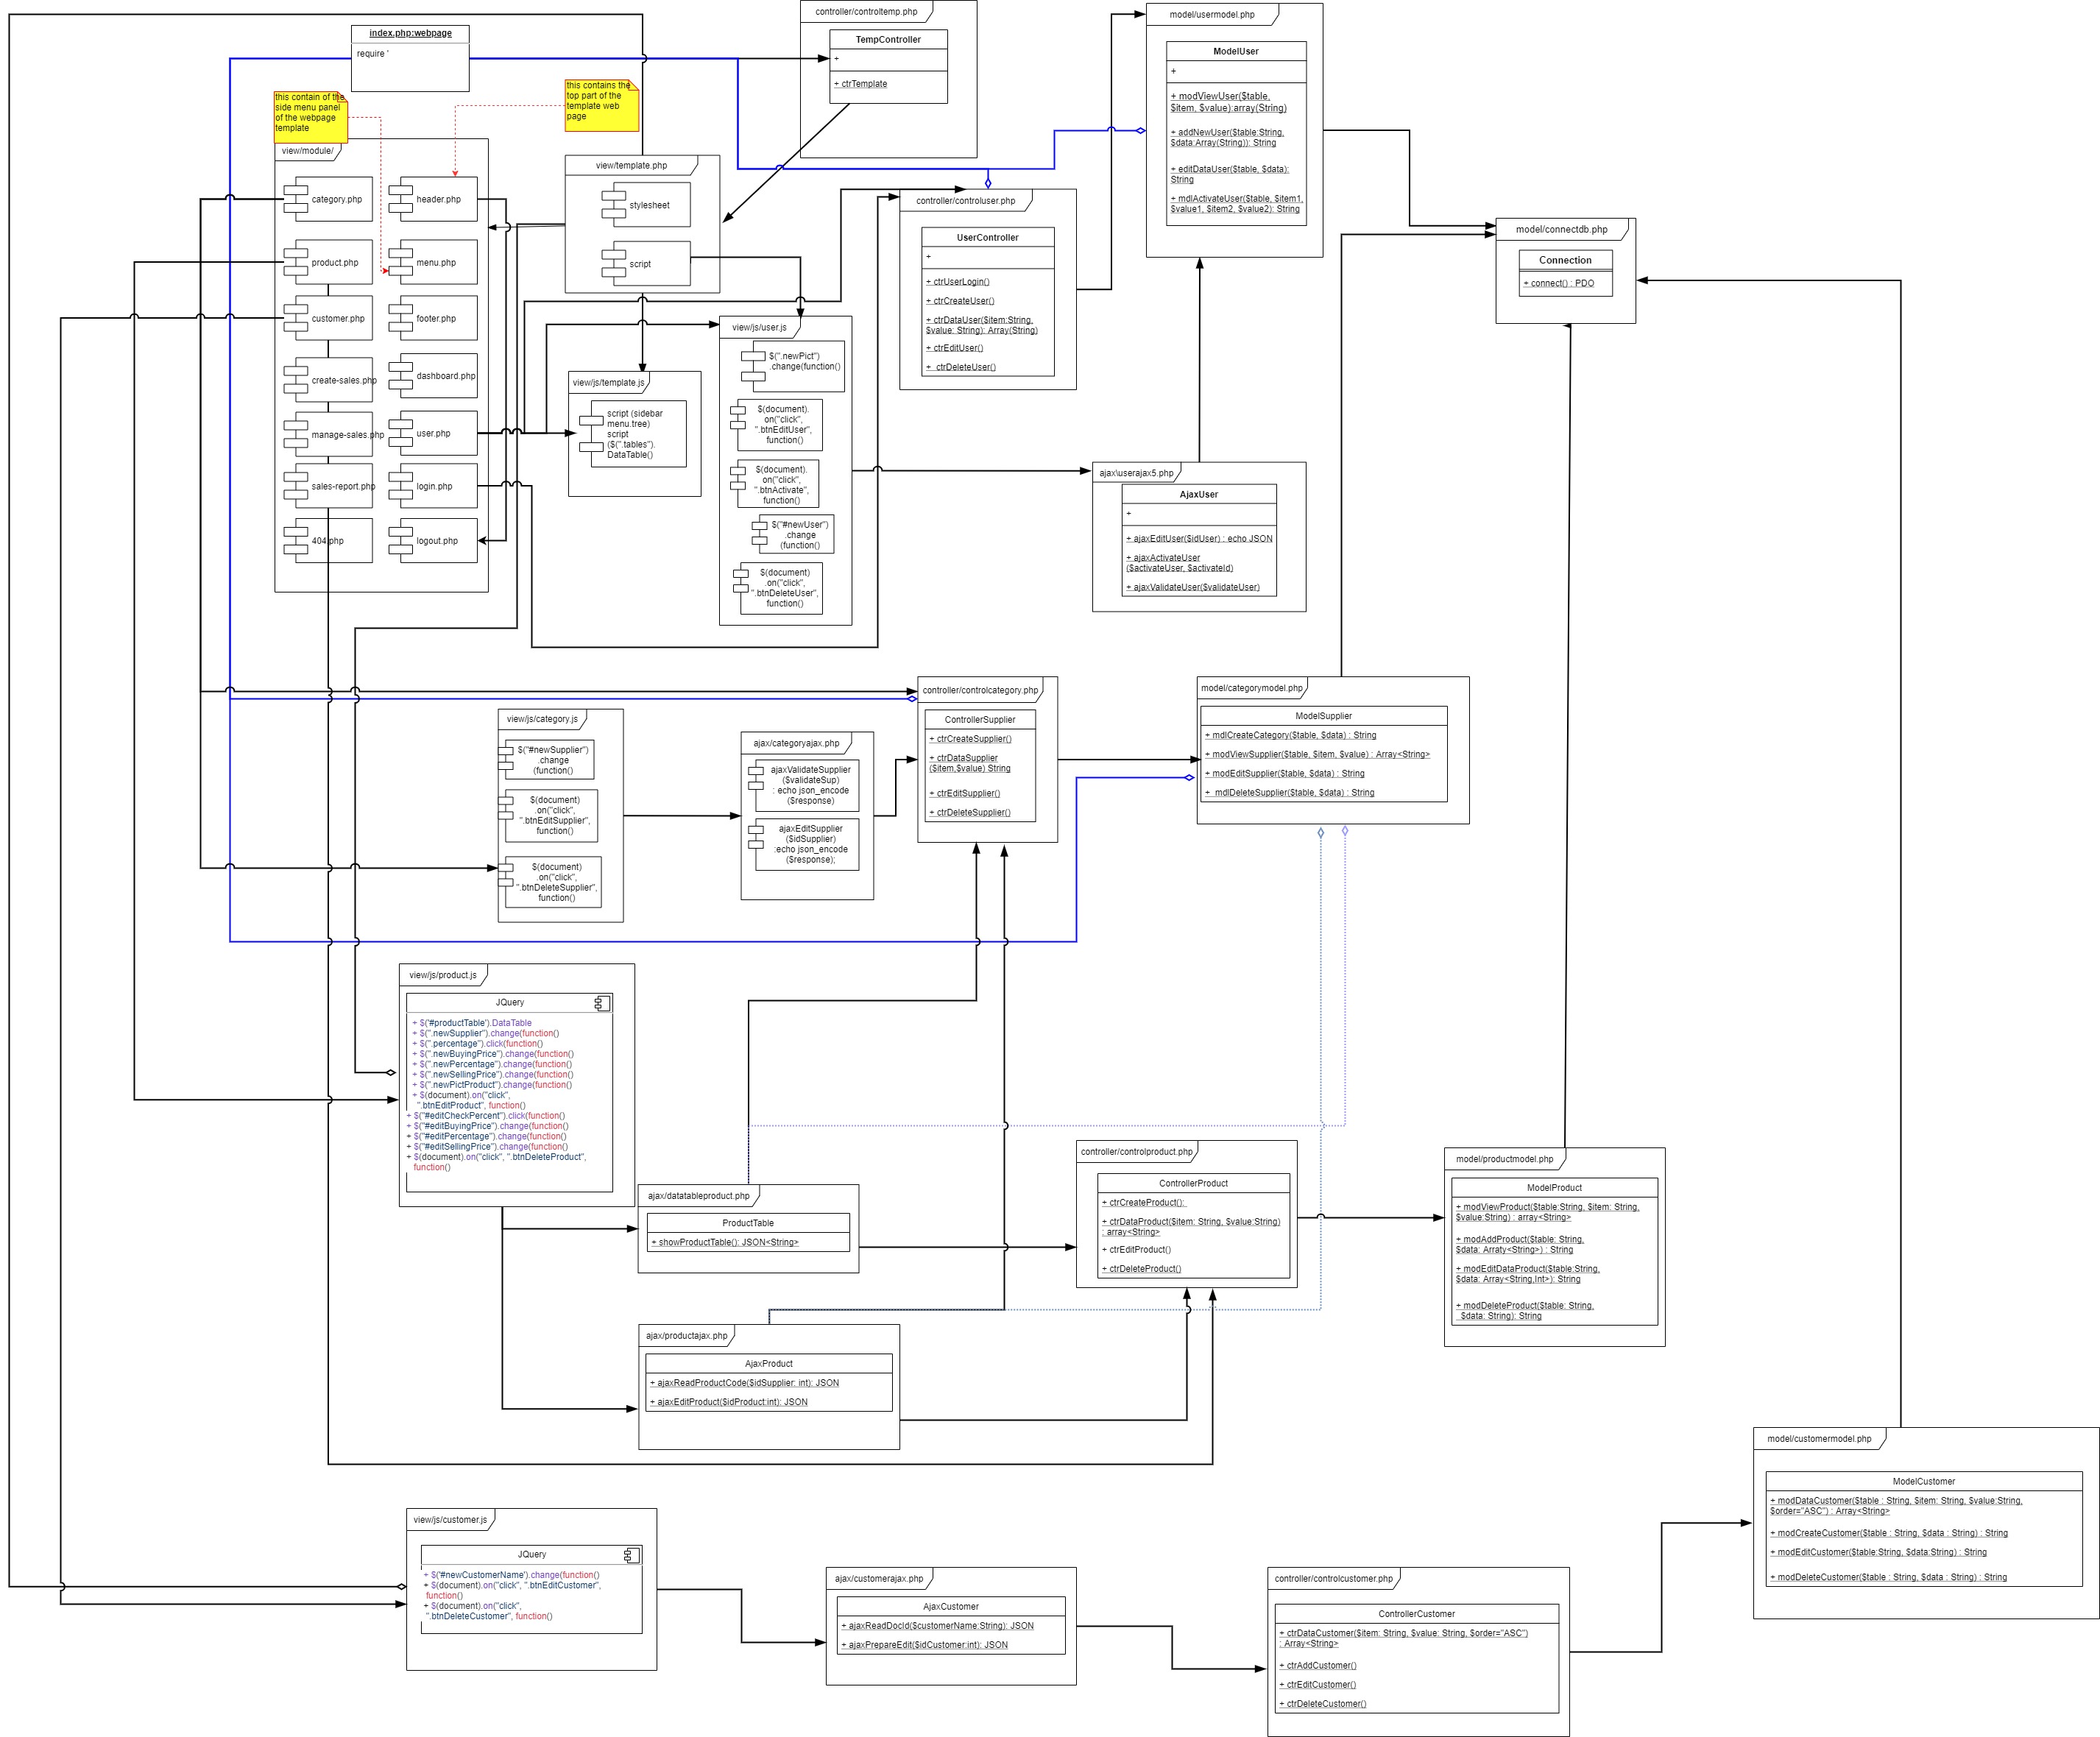 index.php:webpage
require '
this contain of the
side menu panel
of the webpage
template
this contains the
top part of the
template web
page
controller/controltemp.php
TempController
+
+ ctrTemplate
model/usermodel.php
ModelUser
+
+ modViewUser($table,
$item, $value):array(String)
+ addNewUser($table:String,
$data:Array(String)): String
+ editDataUser($table, $data):
String
+ mdlActivateUser($table, $item1,
$value1, $item2, $value2): String
view/module/
category.php
header.php
product.php
menu.php
customer.php
footer.php
create-sales.php
dashboard.php
manage-sales.php
user.php
sales-report.php
login.php
404.php
logout.php
view/template.php
stylesheet
script
controller/controluser.php
UserController
+
+ ctrUserLogin()
+ ctrCreateUser()
+ ctrDataUser($item:String,
$value: String): Array(String)
+ ctrEditUser()
+  ctrDeleteUser()
model/connectdb.php
Connection
+ connect() : PDO
view/js/template.js
script (sidebar
menu.tree)
script
($(".tables").
DataTable()
view/js/user.js
$(".newPict")
.change(function()
$(document).
on("click",
".btnEditUser",
function()
$(document).
on("click",
".btnActivate",
function()
$("#newUser")
.change
(function()
$(document)
.on("click",
".btnDeleteUser",
function()
ajax\userajax5.php
AjaxUser
+
+ ajaxEditUser($idUser) : echo JSON
+ ajaxActivateUser
($activateUser, $activateId)
+ ajaxValidateUser($validateUser)
view/js/category.js
$("#newSupplier")
.change
(function()
$(document)
.on("click",
".btnEditSupplier",
function()
$(document)
.on("click",
".btnDeleteSupplier",
function()
ajax/categoryajax.php
ajaxValidateSupplier
($validateSup)
: echo json_encode
($response)
ajaxEditSupplier
($idSupplier)
:echo json_encode
($response);
controller/controlcategory.php
ControllerSupplier
+ ctrCreateSupplier()
+ ctrDataSupplier
($item,$value) String
+ ctrEditSupplier()
+ ctrDeleteSupplier()
model/categorymodel.php
ModelSupplier
+ mdlCreateCategory($table, $data) : String
+ modViewSupplier($table, $item, $value) : Array<String>
+ modEditSupplier($table, $data) : String
+  mdlDeleteSupplier($table, $data) : String
view/js/product.js
JQuery
+ $('#productTable').DataTable
+ $(".newSupplier").change(function()
+ $(".percentage").click(function()
+ $(".newBuyingPrice").change(function()
+ $(".newPercentage").change(function()
+ $(".newSellingPrice").change(function()
+ $(".newPictProduct").change(function()
+ $(document).on("click",
".btnEditProduct", function()
+ $("#editCheckPercent").click(function()
+ $("#editBuyingPrice").change(function()
+ $("#editPercentage").change(function()
+ $("#editSellingPrice").change(function()
+ $(document).on("click", ".btnDeleteProduct",
function()
ajax/datatableproduct.php
ProductTable
+ showProductTable(): JSON<String>
controller/controlproduct.php
ControllerProduct
+ ctrCreateProduct():
+ ctrDataProduct($item: String, $value:String)
: array<String>
+ ctrEditProduct()
+ ctrDeleteProduct()
model/productmodel.php
ModelProduct
+ modViewProduct($table:String, $item: String,
$value:String) : array<String>
+ modAddProduct($table: String,
$data: Arraty<String>) : String
+ modEditDataProduct($table:String,
$data: Array<String,Int>): String
+ modDeleteProduct($table: String,
$data: String): String
ajax/productajax.php
AjaxProduct
+ ajaxReadProductCode($idSupplier: int): JSON
+ ajaxEditProduct($idProduct:int): JSON
model/customermodel.php
ModelCustomer
+ modDataCustomer($table : String, $item: String, $value:String,
$order="ASC") : Array<String>
+ modCreateCustomer($table : String, $data : String) : String
+ modEditCustomer($table:String, $data:String) : String
+ modDeleteCustomer($table : String, $data : String) : String
view/js/customer.js
JQuery
+ $('#newCustomerName').change(function()
+ $(document).on("click", ".btnEditCustomer",
function()
+ $(document).on("click",
".btnDeleteCustomer", function()
ajax/customerajax.php
AjaxCustomer
+ ajaxReadDocId($customerName:String): JSON
+ ajaxPrepareEdit($idCustomer:int): JSON
controller/controlcustomer.php
ControllerCustomer
+ ctrDataCustomer($item: String, $value: String, $order="ASC")
: Array<String>
+ ctrAddCustomer()
+ ctrEditCustomer()
+ ctrDeleteCustomer()